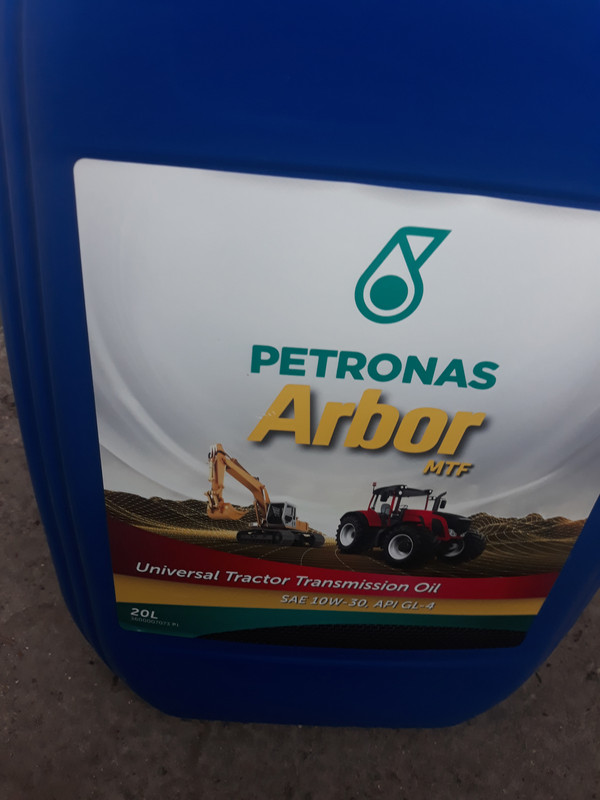 PETRONAS
Arbor
MTF
Universal Tractor Transmission Oil
SAE 10W-30, API GL-4
20L